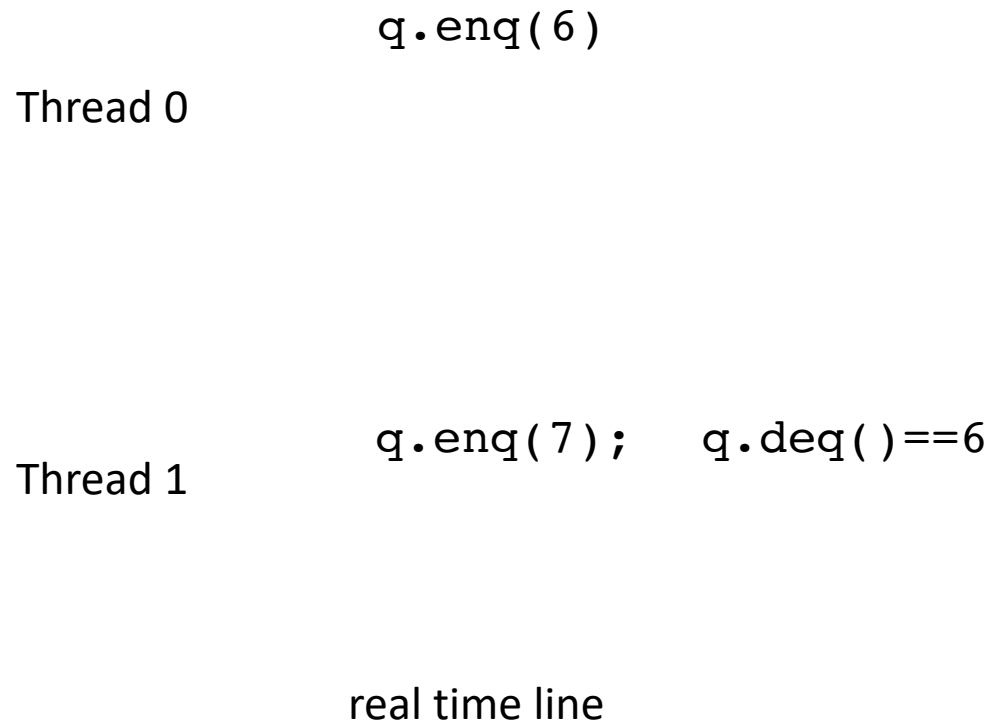 q.enq(6)
Thread 0
q.enq(7); q.deq()==6
Thread 1
real time line